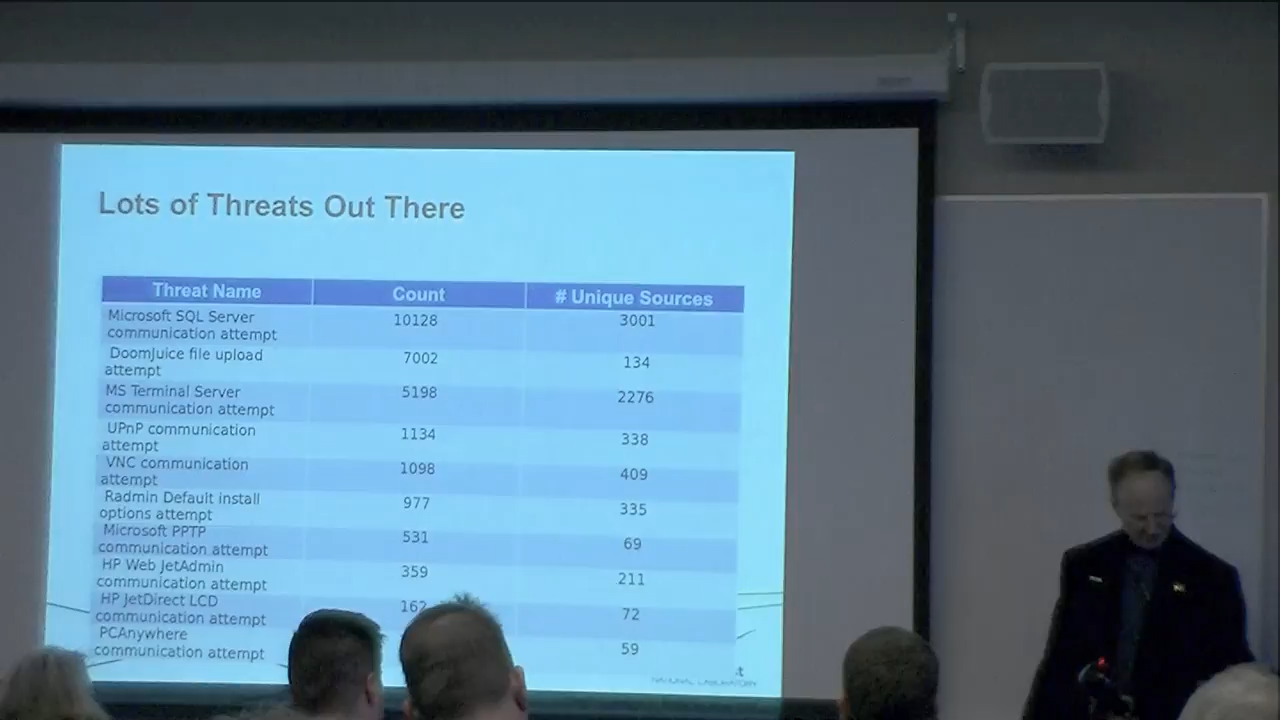 Lots of Threats Out There
Threat Name Count # Unique Sources
Microsoft SQL Server
communication attempt 10128 3001
DoomJuice file upload
attempt 7002 134
MS Terminal Server
communication attempt 5198 2276
UPnP communication
attempt 1134 338
VNC communication
attempt 1098 409
Radmin Default install
options attempt 977 335
Microsoft PPTP
communication attempt 531 69
HP Web JetAdmin
communication attempt 359 211
HP JetDirect LCD
communication attempt 162 72
PCAnywhere
communication attempt 59
NATIONAL LABORATORY